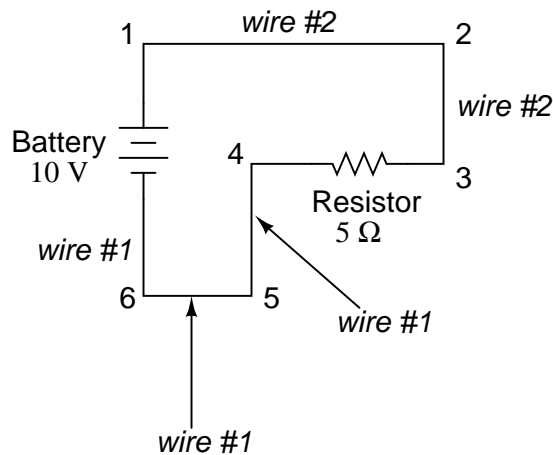 1
wire #2
2
wire #2
Battery
10 V
4
3
Resistor
5 Ω
wire #1
6
5
wire #1
wire #1